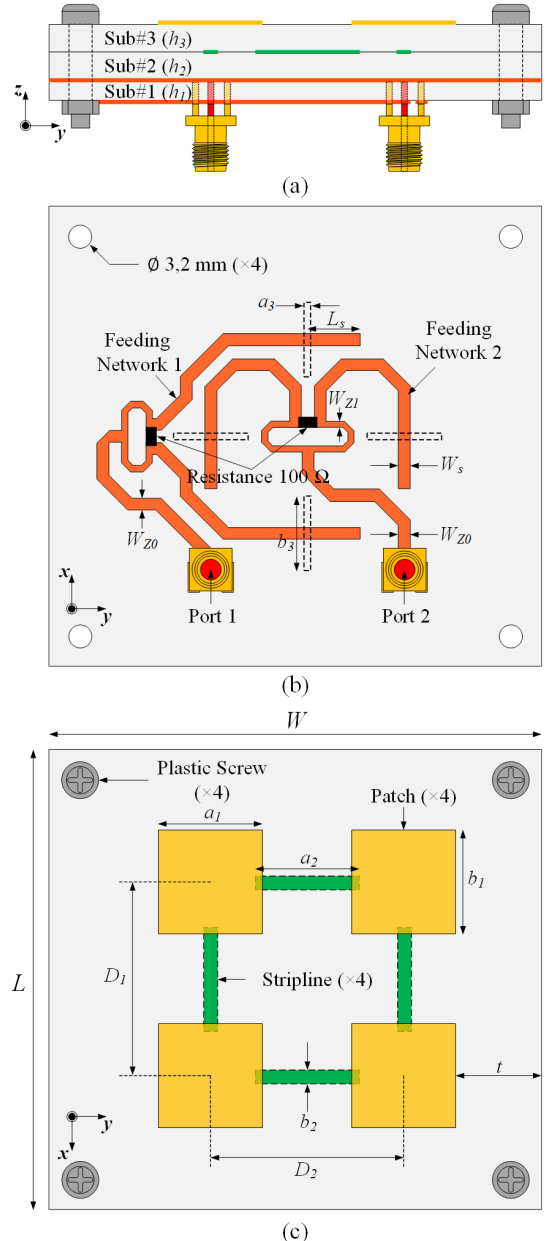 Sub#3 (h3)
Sub#2 (h2)
Sub#1 (h1)
z
y
(a)
Ø 3,2 mm (×4)
a3
Ls
Feeding
Network 1
Feeding
Network 2
WZ1
Ws
Resistance 100 Ω
WZ0
b3
WZ0
x
y
Port 1
Port 2
(b)
W
Plastic Screw
(×4)
Patch (×4)
a1
a2
b1
D1
L
Stripline (×4)
t
b2
y
x
D2
(c)